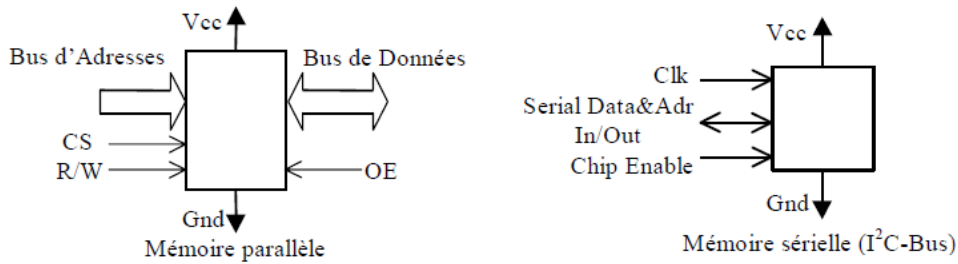 Vcc
Bus d'Adresses
Bus de Données
CS
R/W
OE
Gnd
Mémoire parallèle
Vcc
Clk
Serial Data&Adr
In/Out
Chip Enable
Gnd
Mémoire sérielle (I²C-Bus)